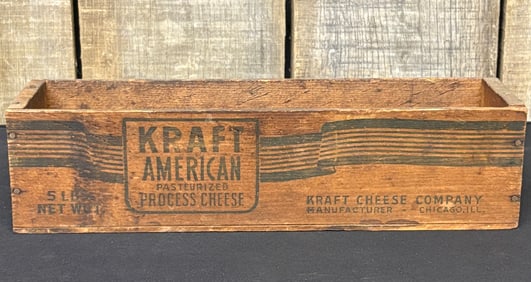 KRAFT
AMERICAN
PASTEURIZED
PROCESS CHEESE
5 LBS.
NET WT.
KRAFT CHEESE COMPANY
MANUFACTURER - CHICAGO, ILL.